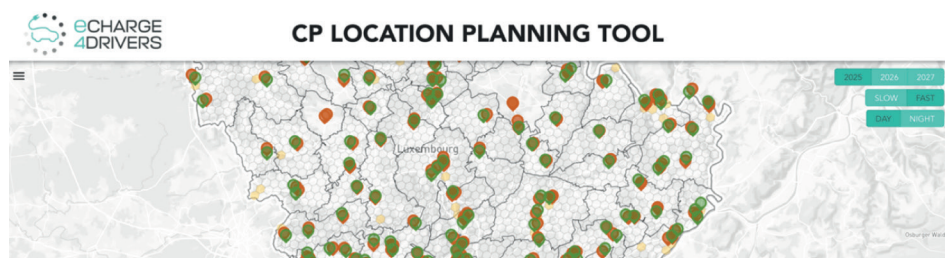 eCHARGE
4DRIVERS
CP LOCATION PLANNING TOOL
2025 2026 2027
SLOW FAST
DAY NIGHT
Luxembourg